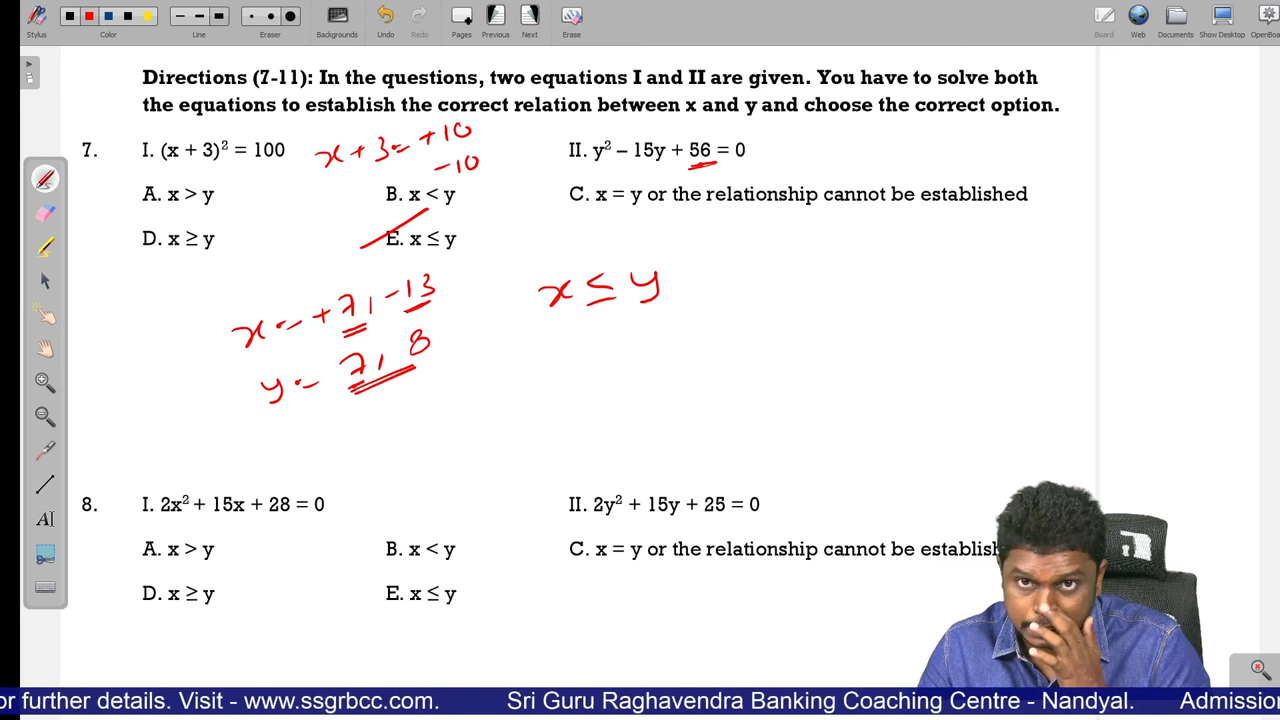 Stylus
Color
Line
Eraser
Backgrounds
Undo
Redo
Pages
Previous
Next
Erase
Board
Web
Documents
Show Desktop
OpenBoa
Directions (7-11): In the questions, two equations I and II are given. You have to solve both
the equations to establish the correct relation between x and y and choose the correct option.
7. I. (x + 3)² = 100 II. y² – 15y + 56 = 0
x + 3 = +10
-10
A. x > y B. x < y C. x = y or the relationship cannot be established
D. x ≥ y E. x ≤ y
x = +7, -13
x ≤ y
y = 7, 8
8. I. 2x² + 15x + 28 = 0 II. 2y² + 15y + 25 = 0
A. x > y B. x < y C. x = y or the relationship cannot be establish
D. x ≥ y E. x ≤ y
or further details. Visit - www.ssgrbcc.com. Sri Guru Raghavendra Banking Coaching Centre - Nandyal. Admissio